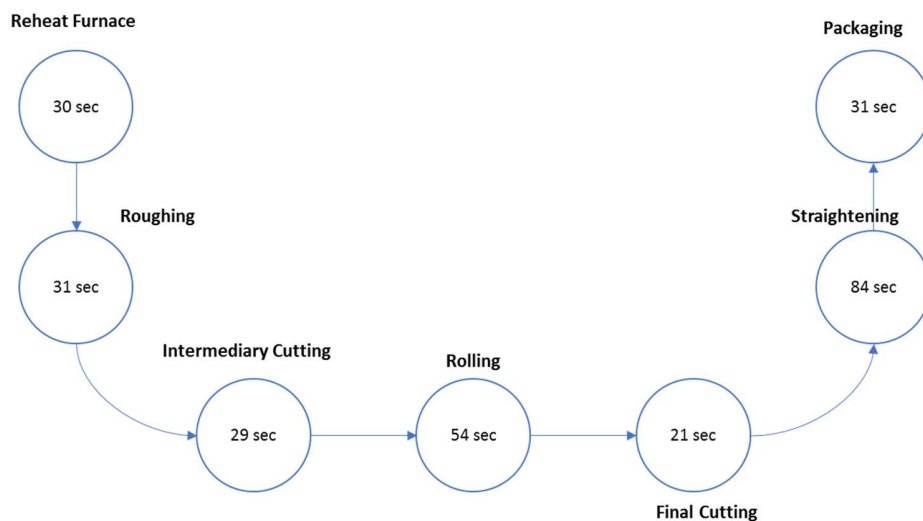 Reheat Furnace
30 sec
Roughing
31 sec
Intermediary Cutting
29 sec
Rolling
54 sec
21 sec
Final Cutting
Straightening
84 sec
Packaging
31 sec